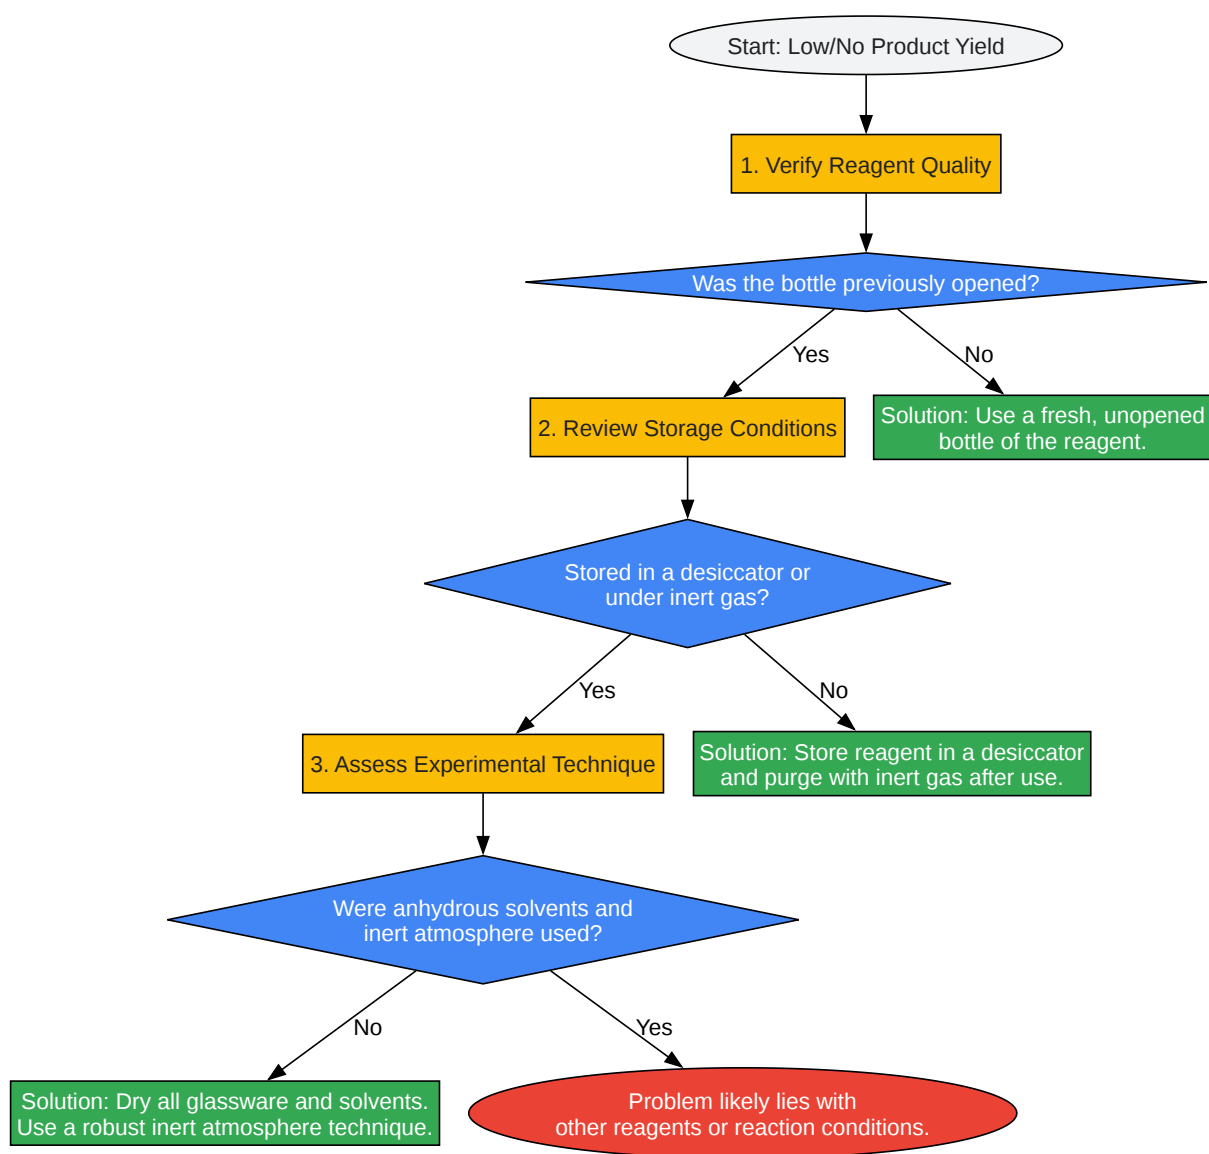 Start: Low/No Product Yield
1. Verify Reagent Quality
Was the bottle previously opened?
Yes
No
2. Review Storage Conditions
Solution: Use a fresh, unopened
bottle of the reagent.
Stored in a desiccator or
under inert gas?
Yes
No
3. Assess Experimental Technique
Solution: Store reagent in a desiccator
and purge with inert gas after use.
Were anhydrous solvents and
inert atmosphere used?
No
Yes
Solution: Dry all glassware and solvents.
Use a robust inert atmosphere technique.
Problem likely lies with
other reagents or reaction conditions.